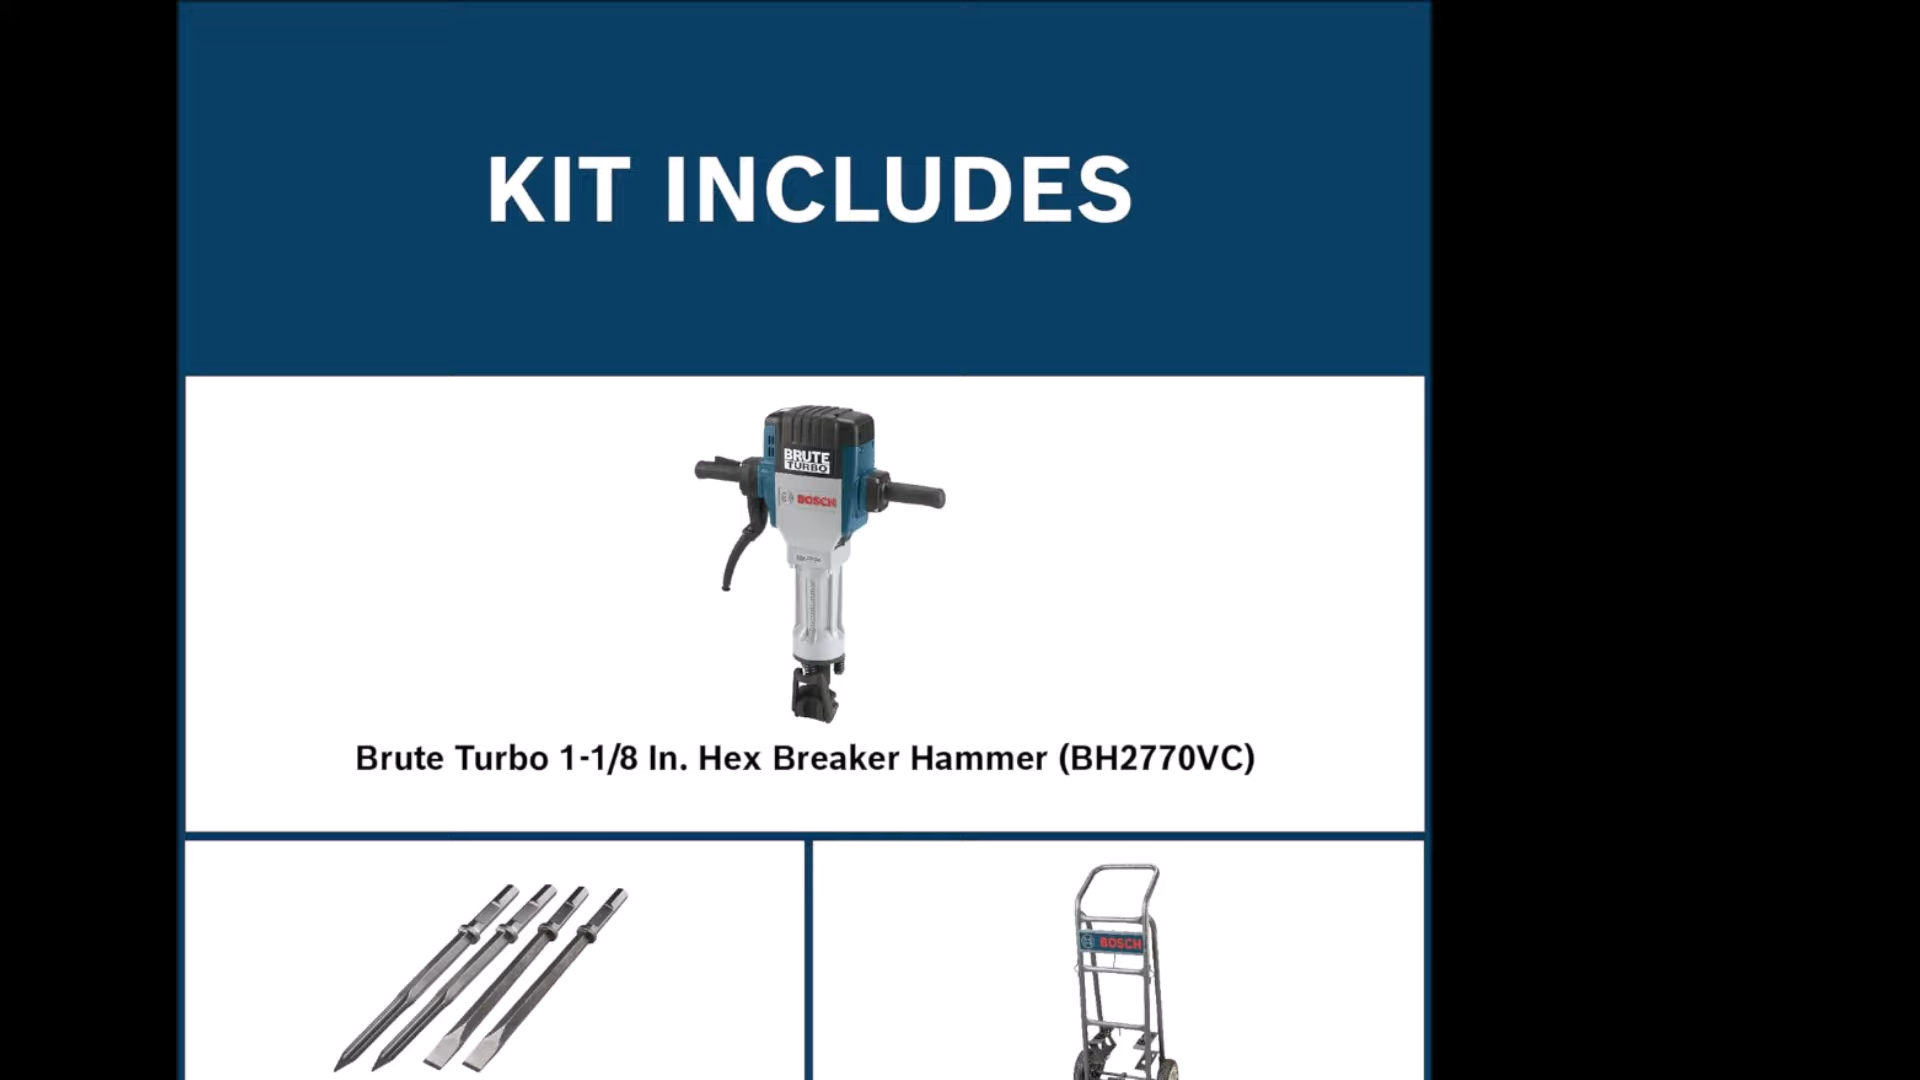 KIT INCLUDES
BRUTE
TURBO
BOSCH
Brute Turbo 1-1/8 In. Hex Breaker Hammer (BH2770VC)
BOSCH